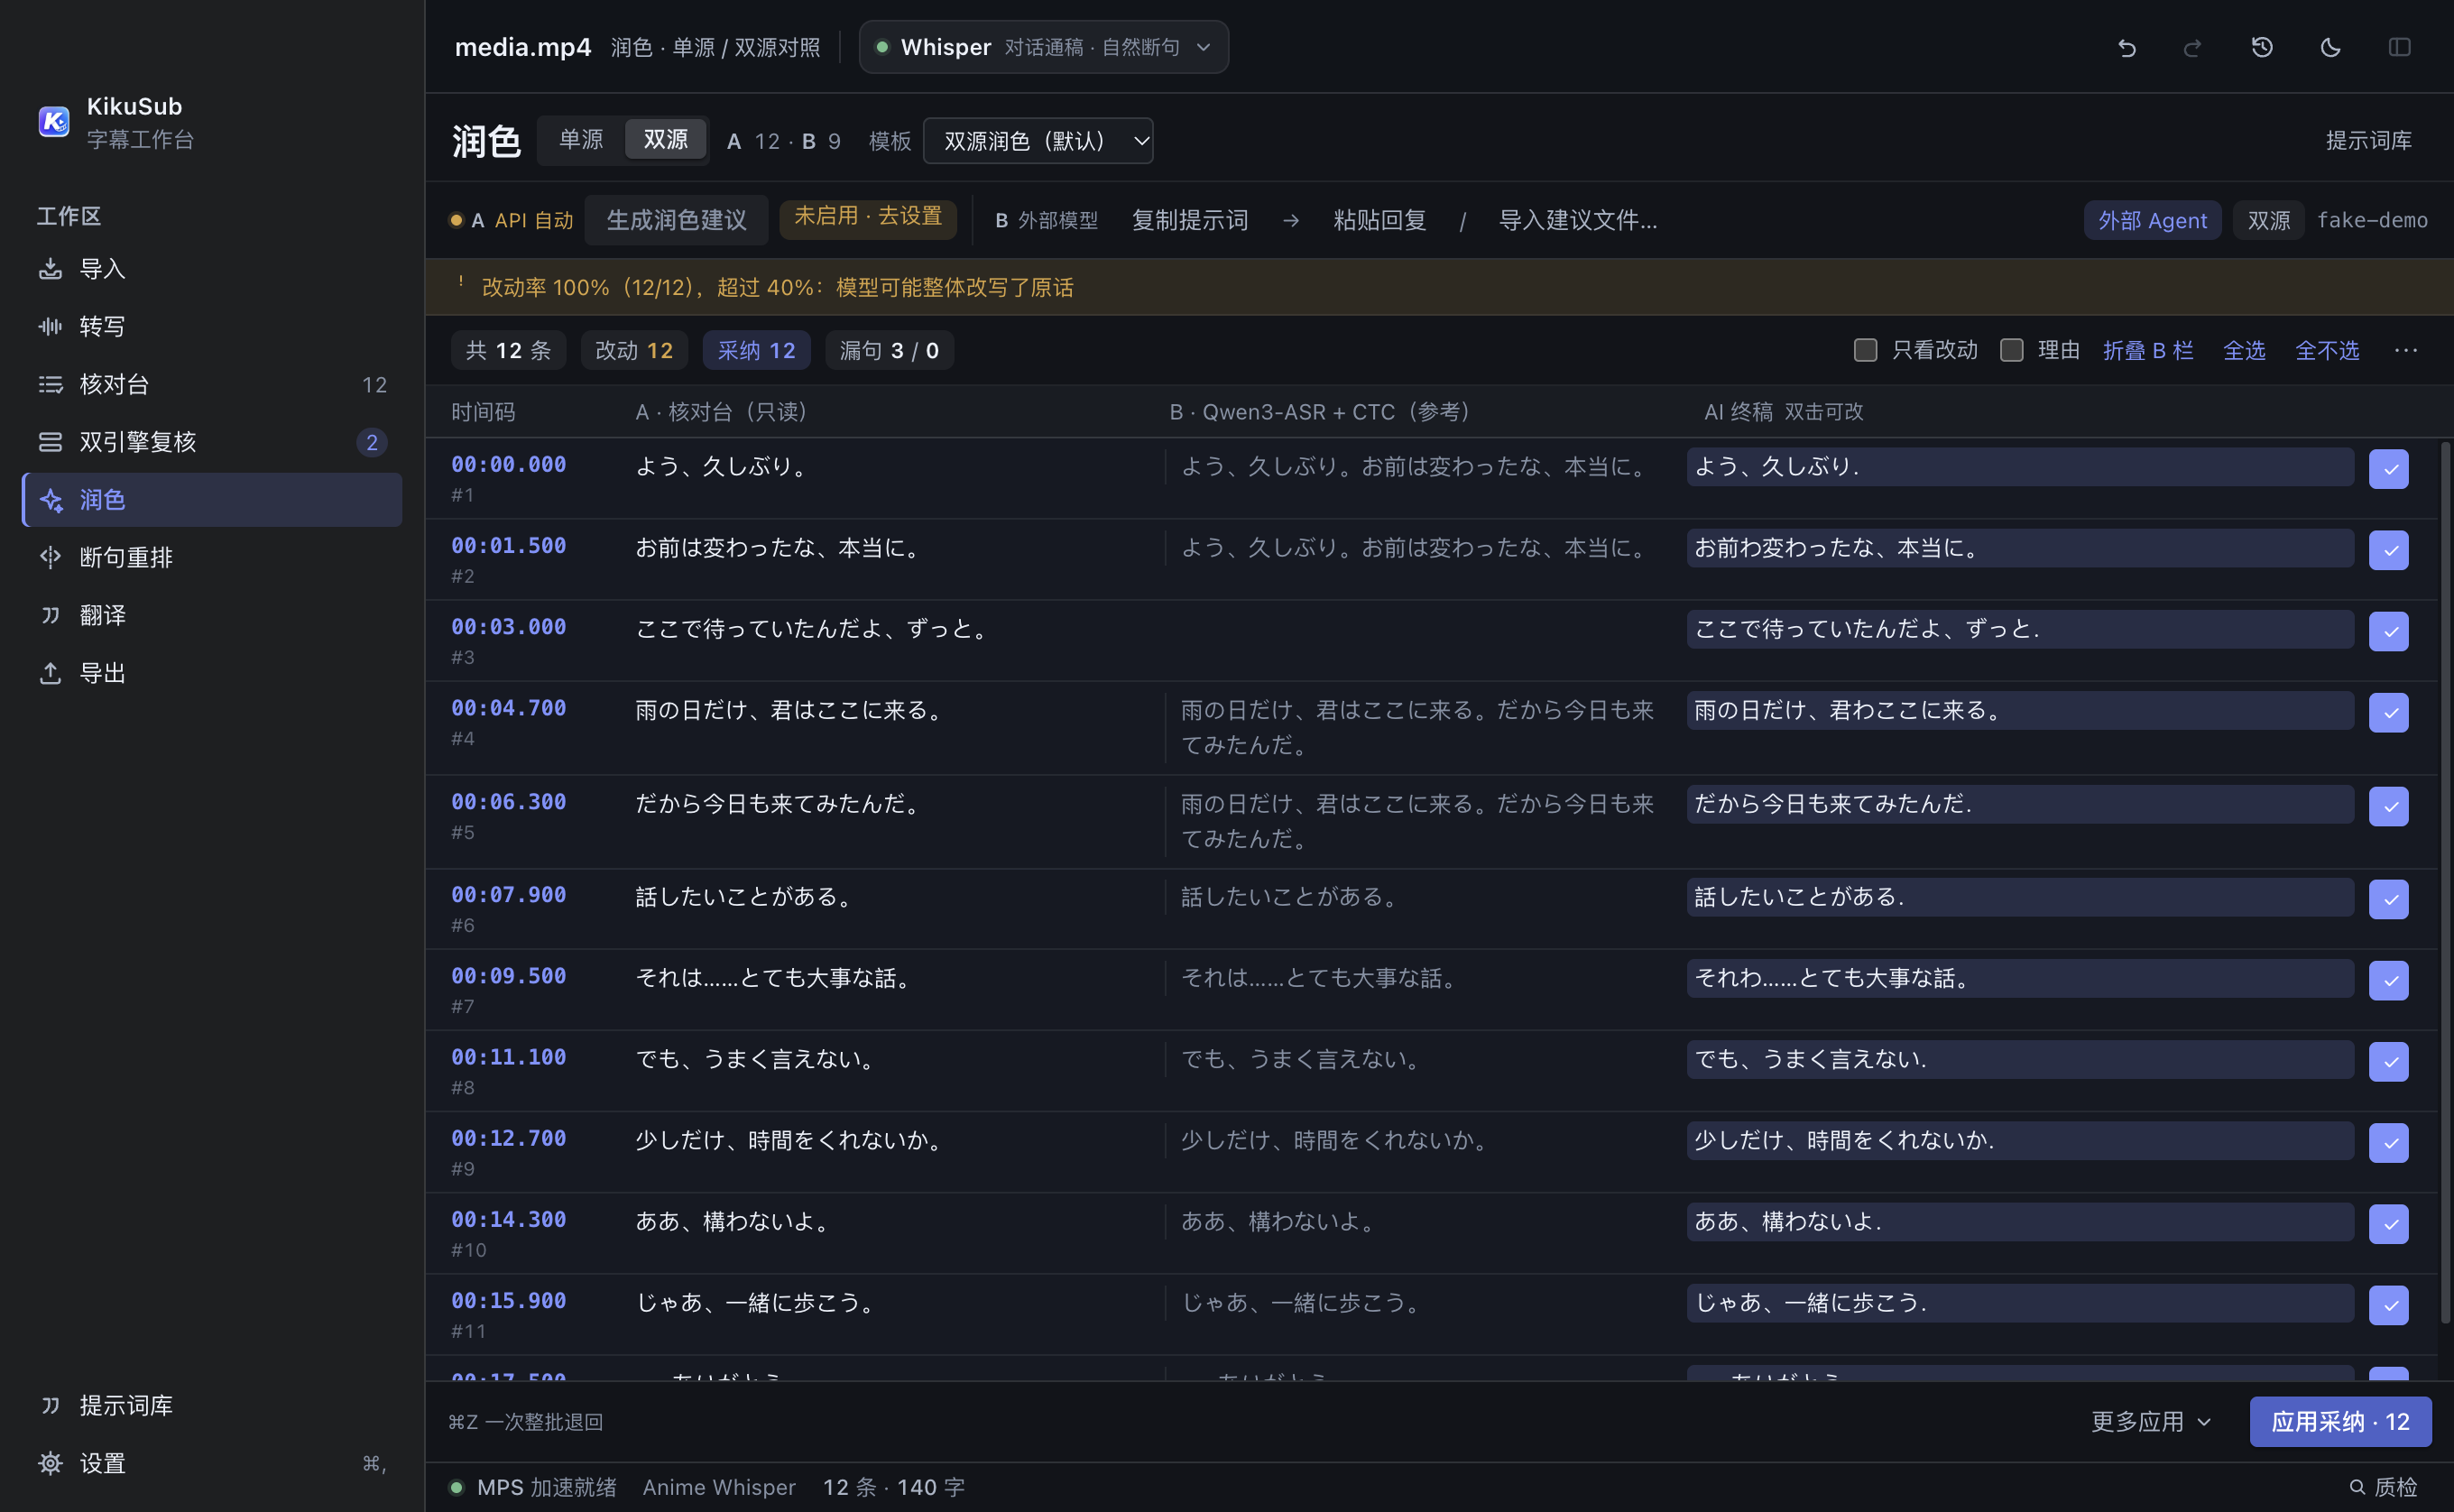 media.mp4 润色 · 单源 / 双源对照 Whisper 对话通稿 · 自然断句
KikuSub
字幕工作台
工作区
导入
转写
核对台 12
双引擎复核 2
润色
断句重排
翻译
导出
提示词库
设置 ⌘,
润色 单源 双源 A 12 · B 9 模板 双源润色（默认） 提示词库
A API 自动 生成润色建议 未启用 · 去设置 B 外部模型 复制提示词 → 粘贴回复 / 导入建议文件… 外部 Agent 双源 fake-demo
! 改动率 100%（12/12），超过 40%：模型可能整体改写了原话
共 12 条 改动 12 采纳 12 漏句 3 / 0 只看改动 理由 折叠 B 栏 全选 全不选 ⋯
时间码 A · 核对台（只读） B · Qwen3-ASR + CTC（参考） AI 终稿 双击可改
00:00.000 よう、久しぶり。 よう、久しぶり。お前は変わったな、本当に。 よう、久しぶり.
#1
00:01.500 お前は変わったな、本当に。 よう、久しぶり。お前は変わったな、本当に。 お前わ変わったな、本当に。
#2
00:03.000 ここで待っていたんだよ、ずっと。 ここで待っていたんだよ、ずっと.
#3
00:04.700 雨の日だけ、君はここに来る。 雨の日だけ、君はここに来る。だから今日も来 雨の日だけ、君わここに来る。
#4 てみたんだ。
00:06.300 だから今日も来てみたんだ。 雨の日だけ、君はここに来る。だから今日も来 だから今日も来てみたんだ.
#5 てみたんだ。
00:07.900 話したいことがある。 話したいことがある。 話したいことがある.
#6
00:09.500 それは……とても大事な話。 それは……とても大事な話。 それわ……とても大事な話。
#7
00:11.100 でも、うまく言えない。 でも、うまく言えない。 でも、うまく言えない.
#8
00:12.700 少しだけ、時間をくれないか。 少しだけ、時間をくれないか。 少しだけ、時間をくれないか.
#9
00:14.300 ああ、構わないよ。 ああ、構わないよ。 ああ、構わないよ.
#10
00:15.900 じゃあ、一緒に歩こう。 じゃあ、一緒に歩こう。 じゃあ、一緒に歩こう.
#11
00:17.500 ありがとう ありがとう ありがとう
⌘Z 一次整批退回 更多应用 应用采纳 · 12
MPS 加速就绪 Anime Whisper 12 条 · 140 字 质检